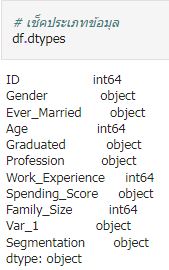 # เช็คประเภทข้อมูล
df.dtypes
ID int64
Gender object
Ever_Married object
Age int64
Graduated object
Profession object
Work_Experience int64
Spending_Score object
Family_Size int64
Var_1 object
Segmentation object
dtype: object